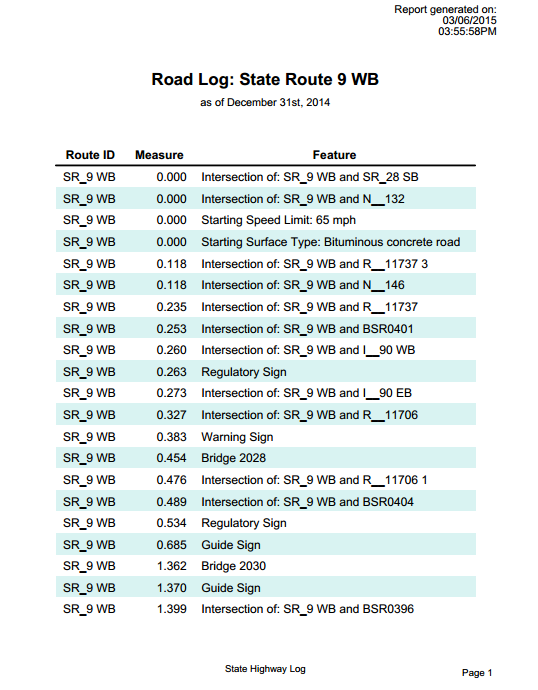 Report generated on:
03/06/2015
03:55:58PM
Road Log: State Route 9 WB
as of December 31st, 2014
Route ID Measure Feature
SR_9 WB 0.000 Intersection of: SR_9 WB and SR_28 SB
SR_9 WB 0.000 Intersection of: SR_9 WB and N__132
SR_9 WB 0.000 Starting Speed Limit: 65 mph
SR_9 WB 0.000 Starting Surface Type: Bituminous concrete road
SR_9 WB 0.118 Intersection of: SR_9 WB and R__11737 3
SR_9 WB 0.118 Intersection of: SR_9 WB and N__146
SR_9 WB 0.235 Intersection of: SR_9 WB and R__11737
SR_9 WB 0.253 Intersection of: SR_9 WB and BSR0401
SR_9 WB 0.260 Intersection of: SR_9 WB and I__90 WB
SR_9 WB 0.263 Regulatory Sign
SR_9 WB 0.273 Intersection of: SR_9 WB and I__90 EB
SR_9 WB 0.327 Intersection of: SR_9 WB and R__11706
SR_9 WB 0.383 Warning Sign
SR_9 WB 0.454 Bridge 2028
SR_9 WB 0.476 Intersection of: SR_9 WB and R__11706 1
SR_9 WB 0.489 Intersection of: SR_9 WB and BSR0404
SR_9 WB 0.534 Regulatory Sign
SR_9 WB 0.685 Guide Sign
SR_9 WB 1.362 Bridge 2030
SR_9 WB 1.370 Guide Sign
SR_9 WB 1.399 Intersection of: SR_9 WB and BSR0396
State Highway Log
Page 1